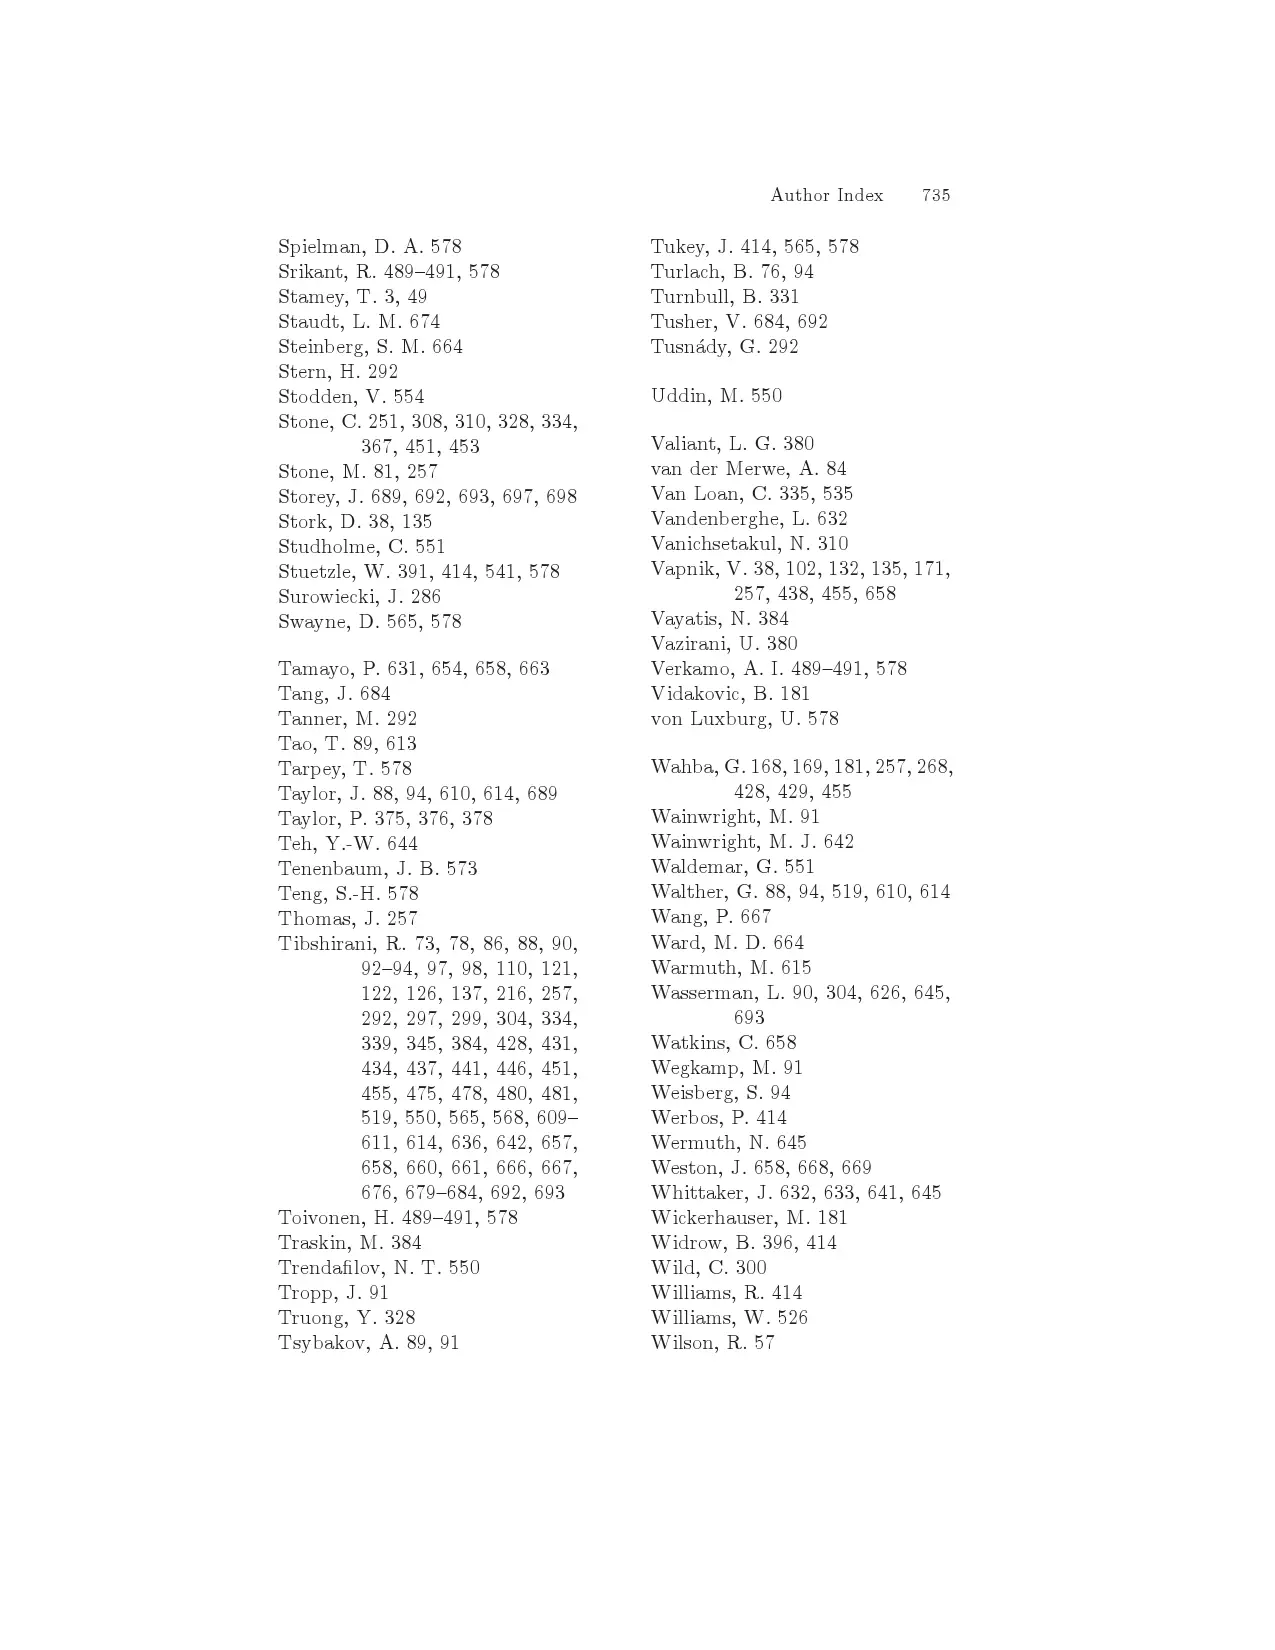 Author Index 735
Spielman, D. A. 578
Srikant, R. 489–491, 578
Stamey, T. 3, 49
Staudt, L. M. 674
Steinberg, S. M. 664
Stern, H. 292
Stodden, V. 554
Stone, C. 251, 308, 310, 328, 334,
367, 451, 453
Stone, M. 81, 257
Storey, J. 689, 692, 693, 697, 698
Stork, D. 38, 135
Studholme, C. 551
Stuetzle, W. 391, 414, 541, 578
Surowiecki, J. 286
Swayne, D. 565, 578
Tamayo, P. 631, 654, 658, 663
Tang, J. 684
Tanner, M. 292
Tao, T. 89, 613
Tarpey, T. 578
Taylor, J. 88, 94, 610, 614, 689
Taylor, P. 375, 376, 378
Teh, Y.-W. 644
Tenenbaum, J. B. 573
Teng, S.-H. 578
Thomas, J. 257
Tibshirani, R. 73, 78, 86, 88, 90,
92–94, 97, 98, 110, 121,
122, 126, 137, 216, 257,
292, 297, 299, 304, 334,
339, 345, 384, 428, 431,
434, 437, 441, 446, 451,
455, 475, 478, 480, 481,
519, 550, 565, 568, 609–
611, 614, 636, 642, 657,
658, 660, 661, 666, 667,
676, 679–684, 692, 693
Toivonen, H. 489–491, 578
Traskin, M. 384
Trendafilov, N. T. 550
Tropp, J. 91
Truong, Y. 328
Tsybakov, A. 89, 91
Tukey, J. 414, 565, 578
Turlach, B. 76, 94
Turnbull, B. 331
Tusher, V. 684, 692
Tusnády, G. 292
Uddin, M. 550
Valiant, L. G. 380
van der Merwe, A. 84
Van Loan, C. 335, 535
Vandenberghe, L. 632
Vanichsetakul, N. 310
Vapnik, V. 38, 102, 132, 135, 171,
257, 438, 455, 658
Vayatis, N. 384
Vazirani, U. 380
Verkamo, A. I. 489–491, 578
Vidakovic, B. 181
von Luxburg, U. 578
Wahba, G. 168, 169, 181, 257, 268,
428, 429, 455
Wainwright, M. 91
Wainwright, M. J. 642
Waldemar, G. 551
Walther, G. 88, 94, 519, 610, 614
Wang, P. 667
Ward, M. D. 664
Warmuth, M. 615
Wasserman, L. 90, 304, 626, 645,
693
Watkins, C. 658
Wegkamp, M. 91
Weisberg, S. 94
Werbos, P. 414
Wermuth, N. 645
Weston, J. 658, 668, 669
Whittaker, J. 632, 633, 641, 645
Wickerhauser, M. 181
Widrow, B. 396, 414
Wild, C. 300
Williams, R. 414
Williams, W. 526
Wilson, R. 57